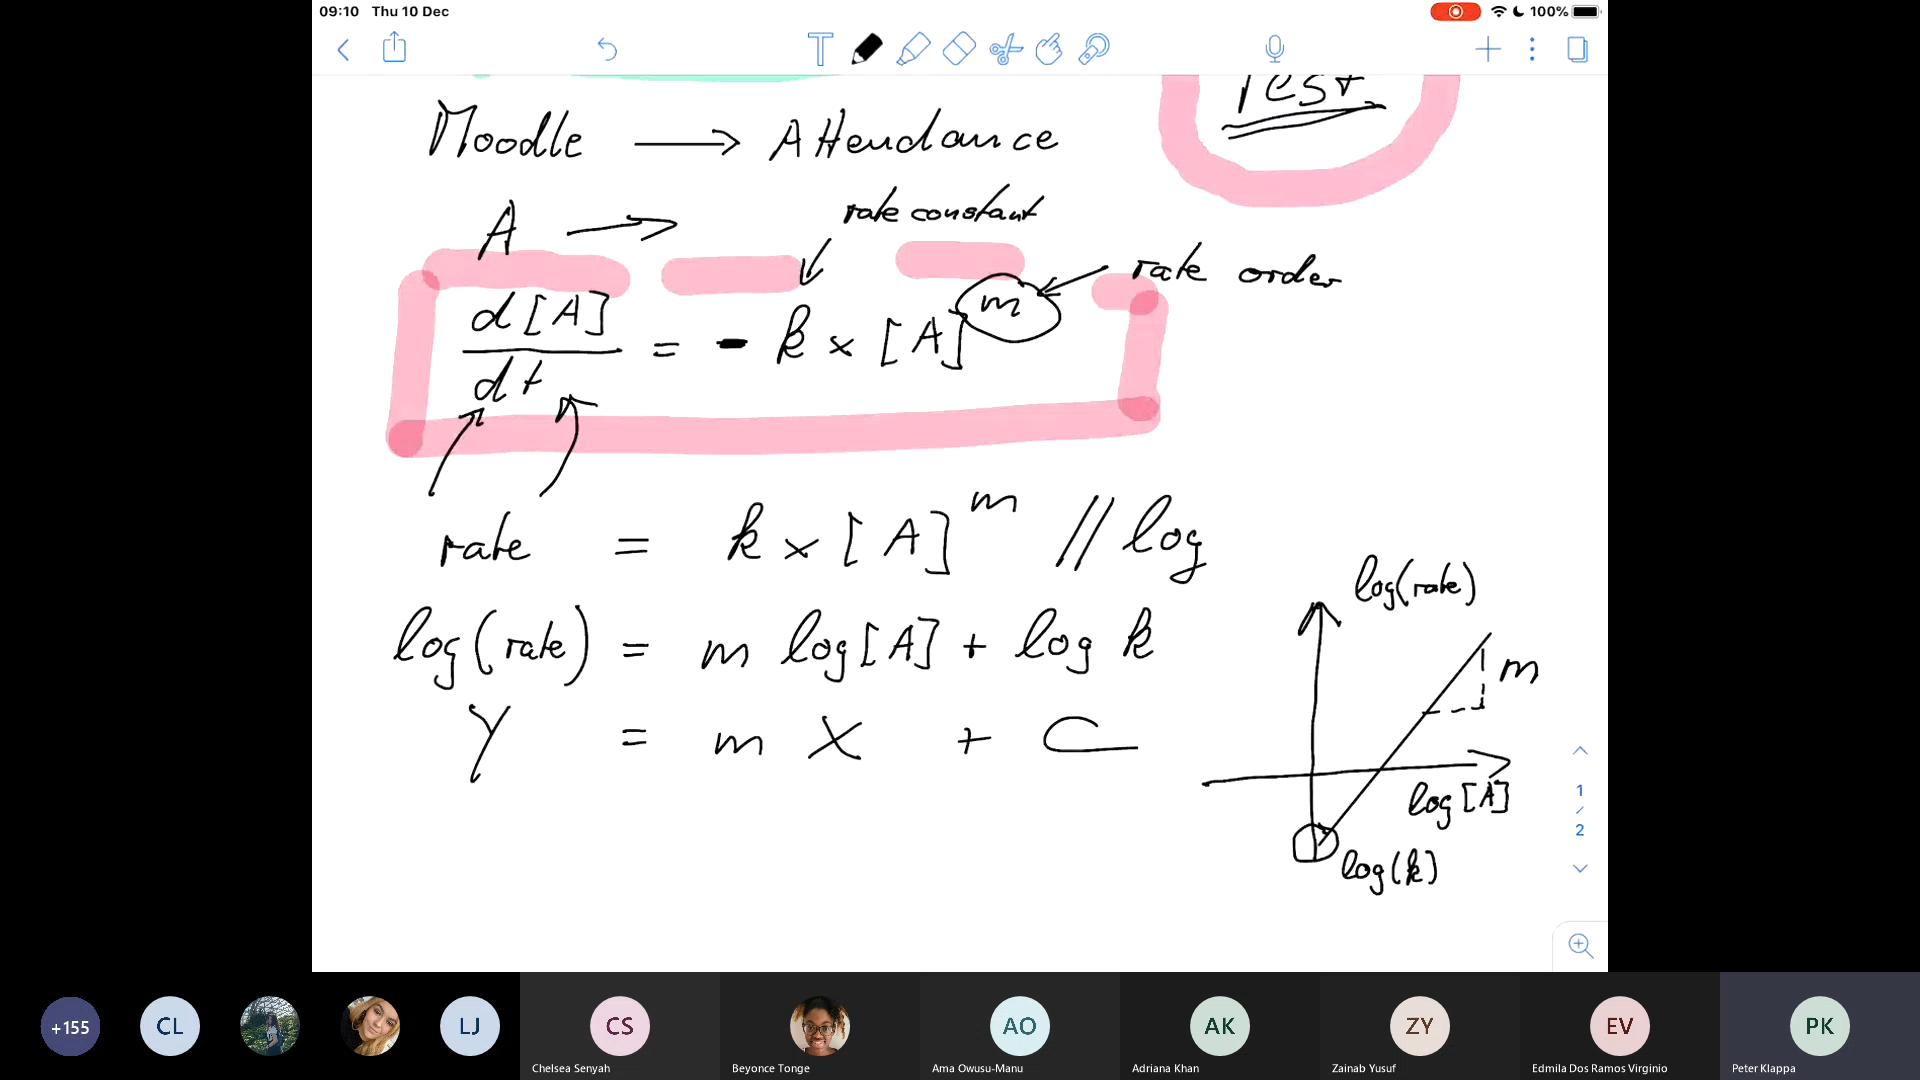 09:10 Thu 10 Dec
100%
Test
Moodle → Attendance
A →
rate constant
rate order
d[A]/dt = - k × [A]^m
rate = k × [A]^m // log
log(rate) = m log[A] + log k
Y = m X + C
log(rate)
m
log[A]
log(k)
1
/
2
+155
CL
LJ
CS
AO
AK
ZY
EV
PK
Chelsea Senyah
Beyonce Tonge
Ama Owusu-Manu
Adriana Khan
Zainab Yusuf
Edmila Dos Ramos Virginio
Peter Klappa